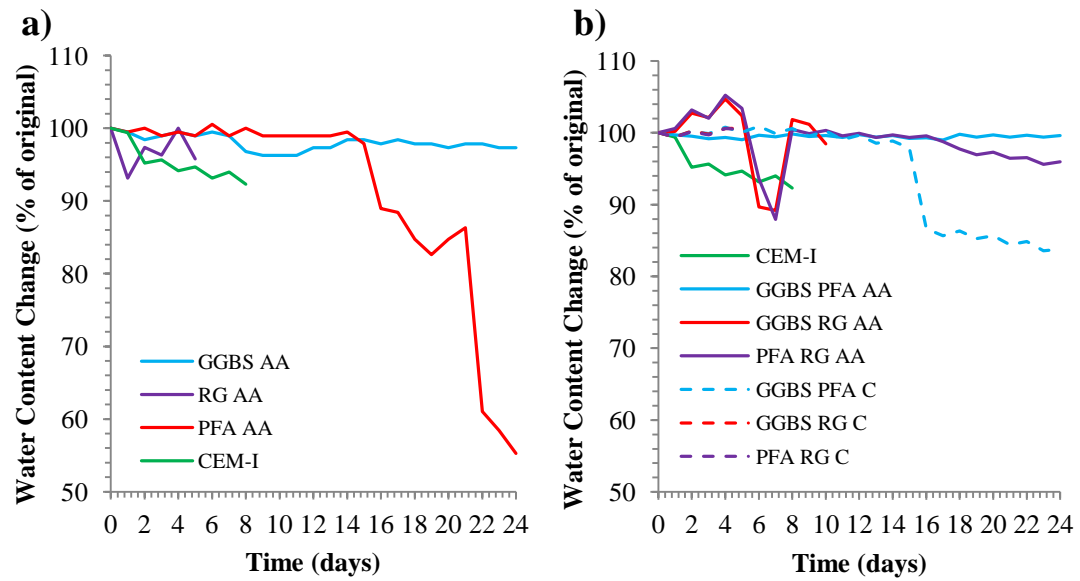 a)
Water Content Change (% of original)
110
100
90
80
70
60
50
GGBS AA
RG AA
PFA AA
CEM-I
0 2 4 6 8 10 12 14 16 18 20 22 24
Time (days)
b)
Water Content Change (% of original)
110
100
90
80
70
60
50
CEM-I
GGBS PFA AA
GGBS RG AA
PFA RG AA
GGBS PFA C
GGBS RG C
PFA RG C
0 2 4 6 8 10 12 14 16 18 20 22 24
Time (days)